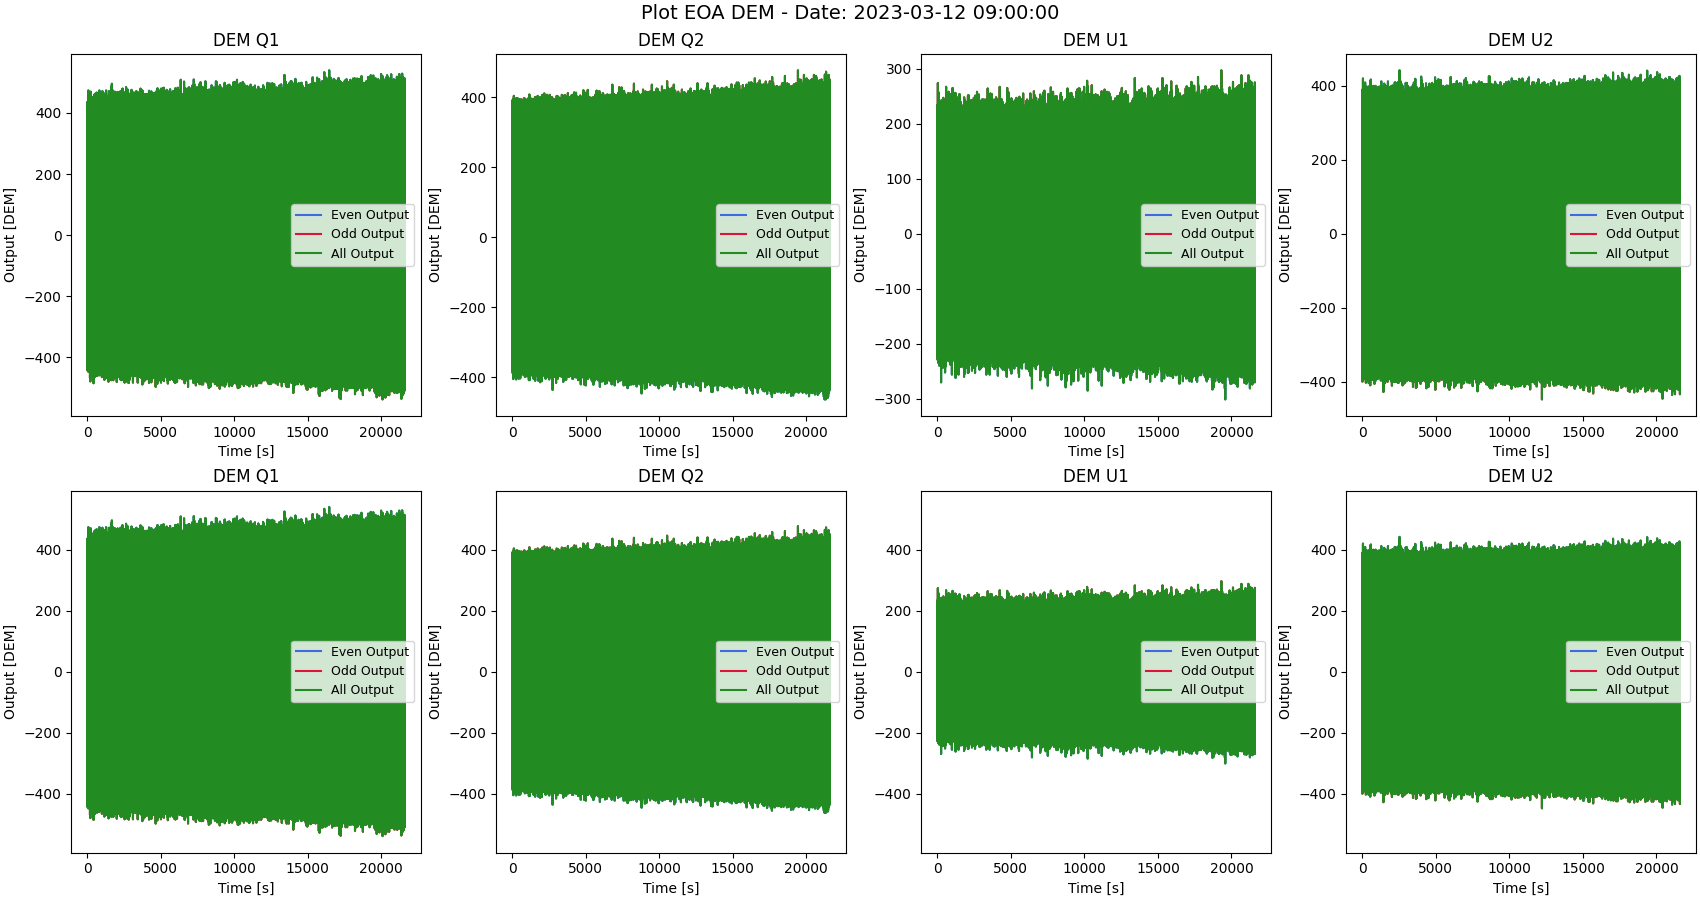 Plot EOA DEM - Date: 2023-03-12 09:00:00
DEM Q1
Output [DEM]
400
200
0
−200
−400
Even Output
Odd Output
All Output
0 5000 10000 15000 20000
Time [s]
DEM Q2
Output [DEM]
400
200
0
−200
−400
Even Output
Odd Output
All Output
0 5000 10000 15000 20000
Time [s]
DEM U1
Output [DEM]
300
200
100
0
−100
−200
−300
Even Output
Odd Output
All Output
0 5000 10000 15000 20000
Time [s]
DEM U2
Output [DEM]
400
200
0
−200
−400
Even Output
Odd Output
All Output
0 5000 10000 15000 20000
Time [s]
DEM Q1
Output [DEM]
400
200
0
−200
−400
Even Output
Odd Output
All Output
0 5000 10000 15000 20000
Time [s]
DEM Q2
Output [DEM]
400
200
0
−200
−400
Even Output
Odd Output
All Output
0 5000 10000 15000 20000
Time [s]
DEM U1
Output [DEM]
400
200
0
−200
−400
Even Output
Odd Output
All Output
0 5000 10000 15000 20000
Time [s]
DEM U2
Output [DEM]
400
200
0
−200
−400
Even Output
Odd Output
All Output
0 5000 10000 15000 20000
Time [s]